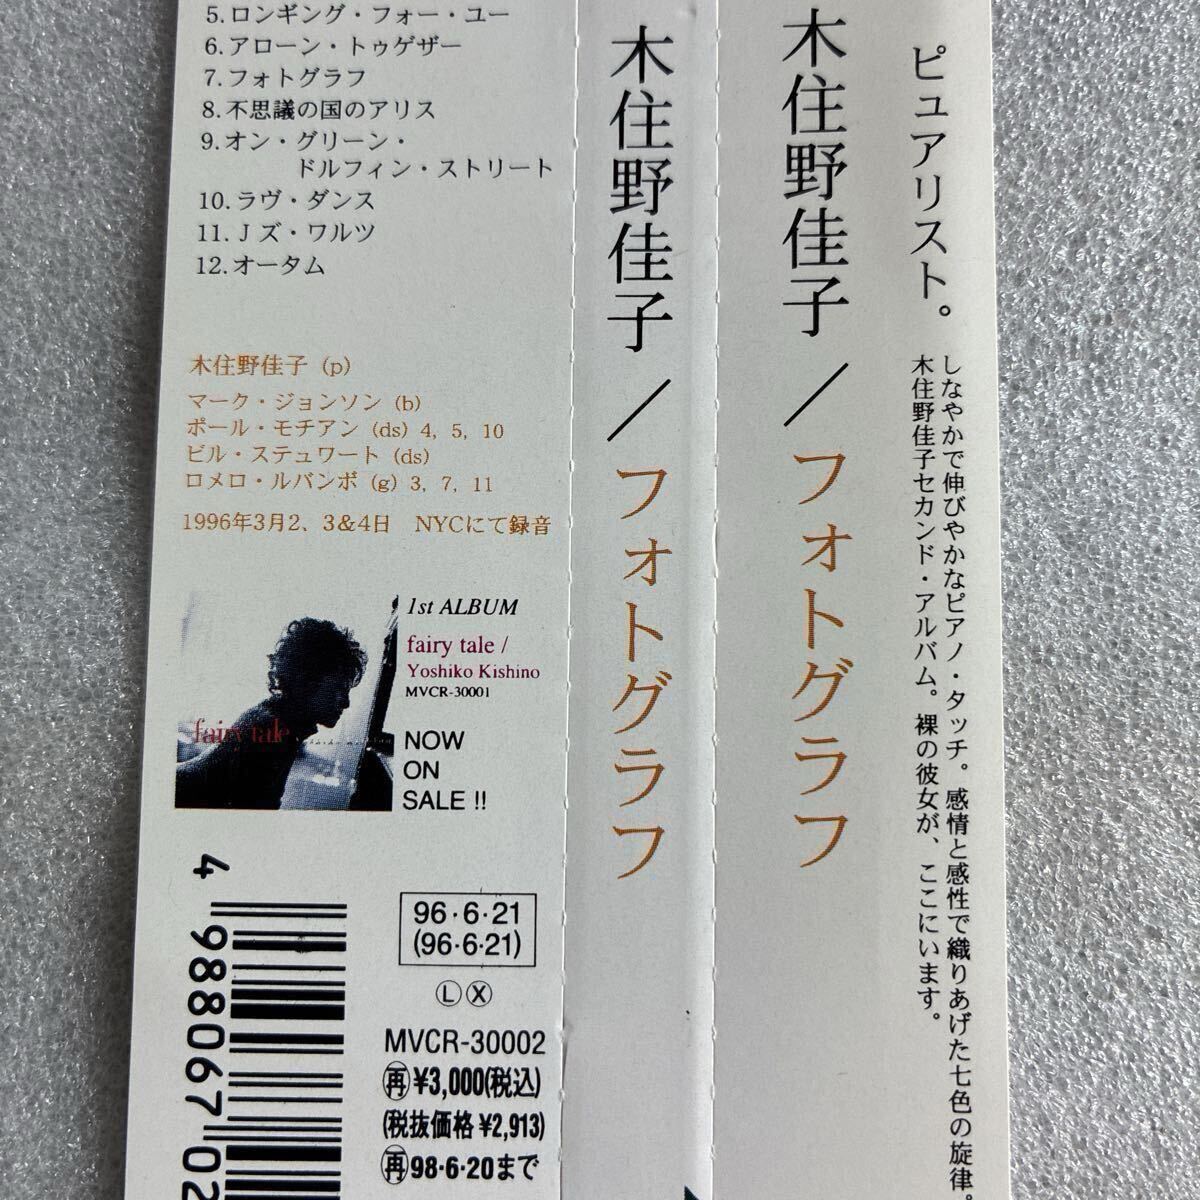 5.ロンギング・フォー・ユー
6.アローン・トゥゲザー
7.フォトグラフ
8.不思議の国のアリス
9.オン・グリーン・
ドルフィン・ストリート
10.ラヴ・ダンス
11.Jズ・ワルツ
12.オータム
木住野佳子 (p)
マーク・ジョンソン (b)
ポール・モチアン (ds) 4, 5, 10
ビル・ステュワート (ds)
ロメロ・ルバンボ (g) 3, 7, 11
1996年3月2、3&4日 NYCにて録音
fairy tale
1st ALBUM
fairy tale /
Yoshiko Kishino
MVCR-30001
NOW
ON
SALE !!
4 988067 02
96・6・21
(96・6・21)
Ⓛ Ⓧ
MVCR-30002
再 ¥3,000(税込)
(税抜価格 ¥2,913)
再 98・6・20まで
木住野佳子／フォトグラフ
木住野佳子／フォトグラフ
ピュアリスト。
しなやかで伸びやかなピアノ・タッチ。感情と感性で織りあげた七色の旋律。
木住野佳子セカンド・アルバム。裸の彼女が、ここにいます。